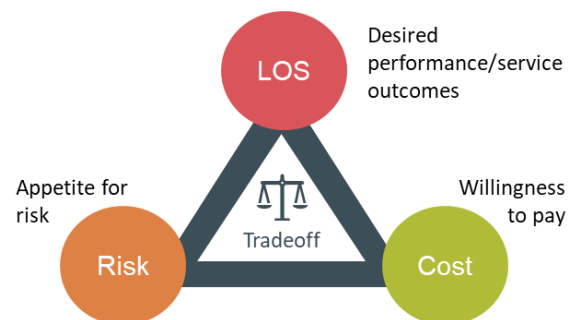 LOS
Desired
performance/service
outcomes
Appetite for
risk
Willingness
to pay
Tradeoff
Risk
Cost